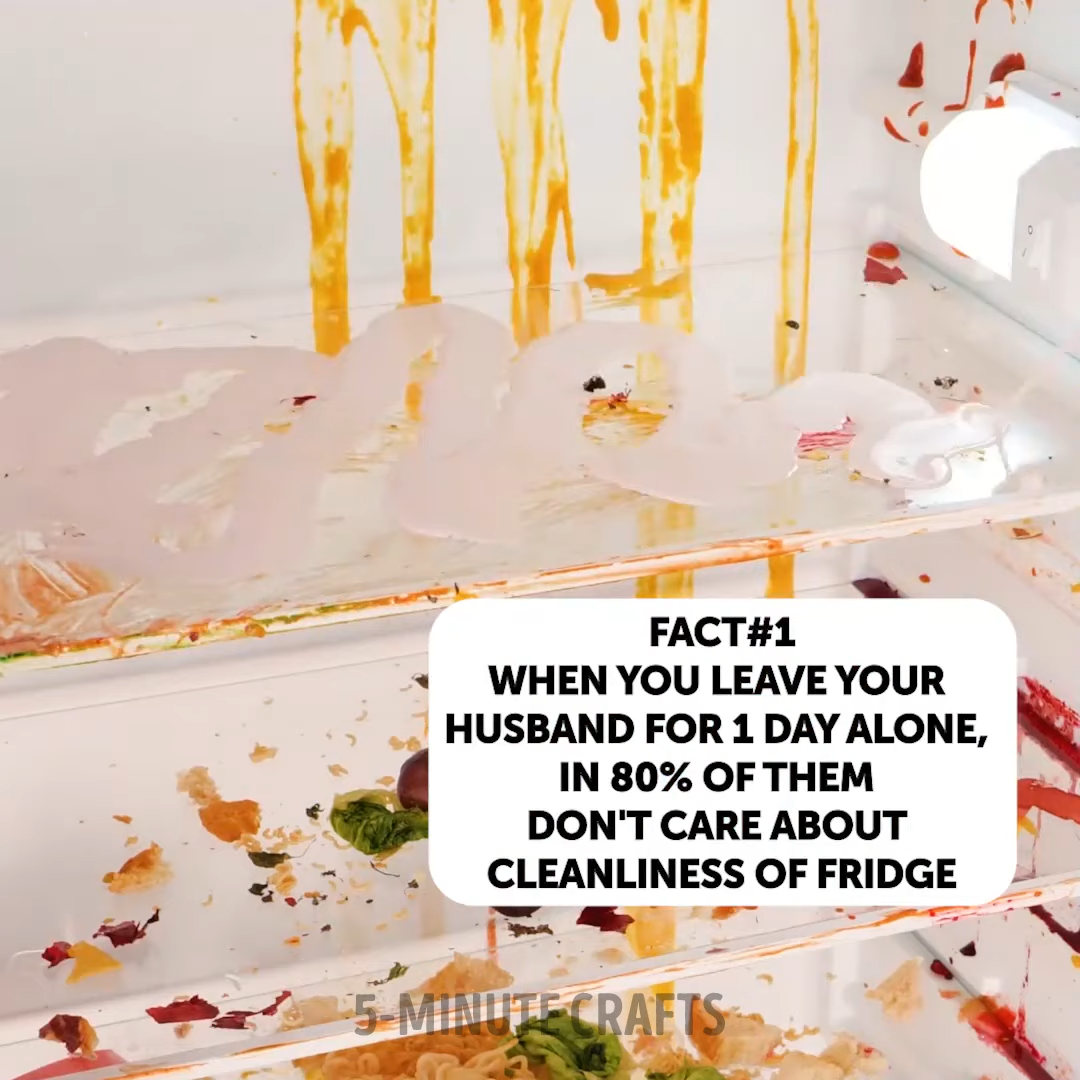 FACT#1
WHEN YOU LEAVE YOUR
HUSBAND FOR 1 DAY ALONE,
IN 80% OF THEM
DON'T CARE ABOUT
CLEANLINESS OF FRIDGE
5-MINUTE CRAFTS